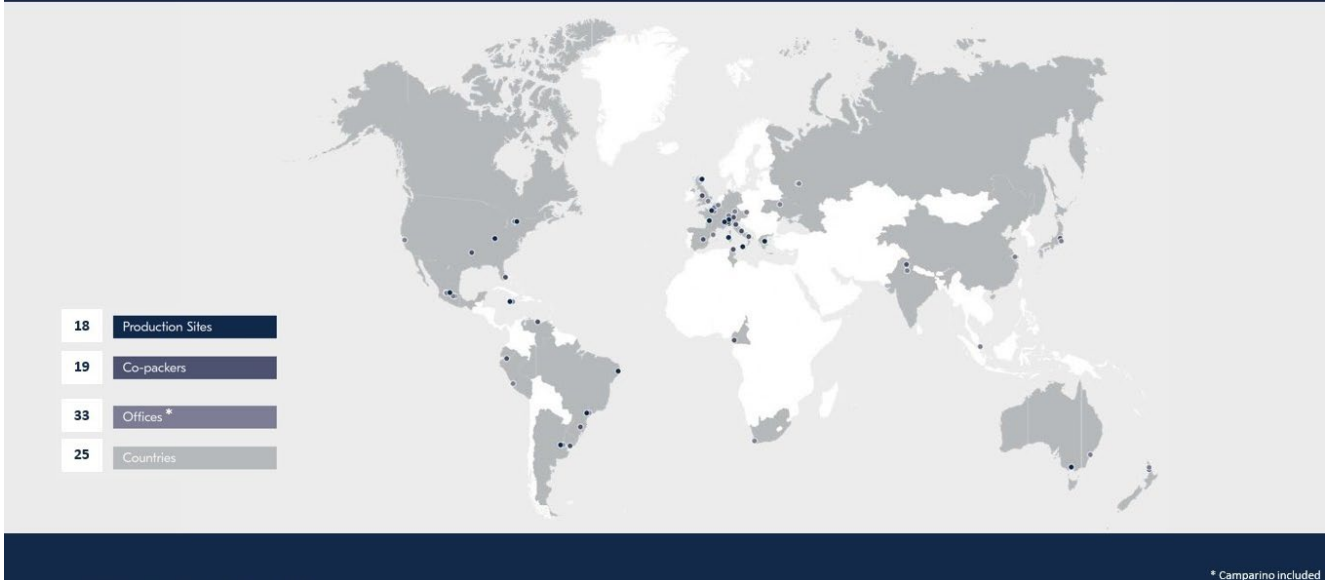 18 Production Sites
19 Co-packers
33 Offices *
25 Countries
* Camparino included